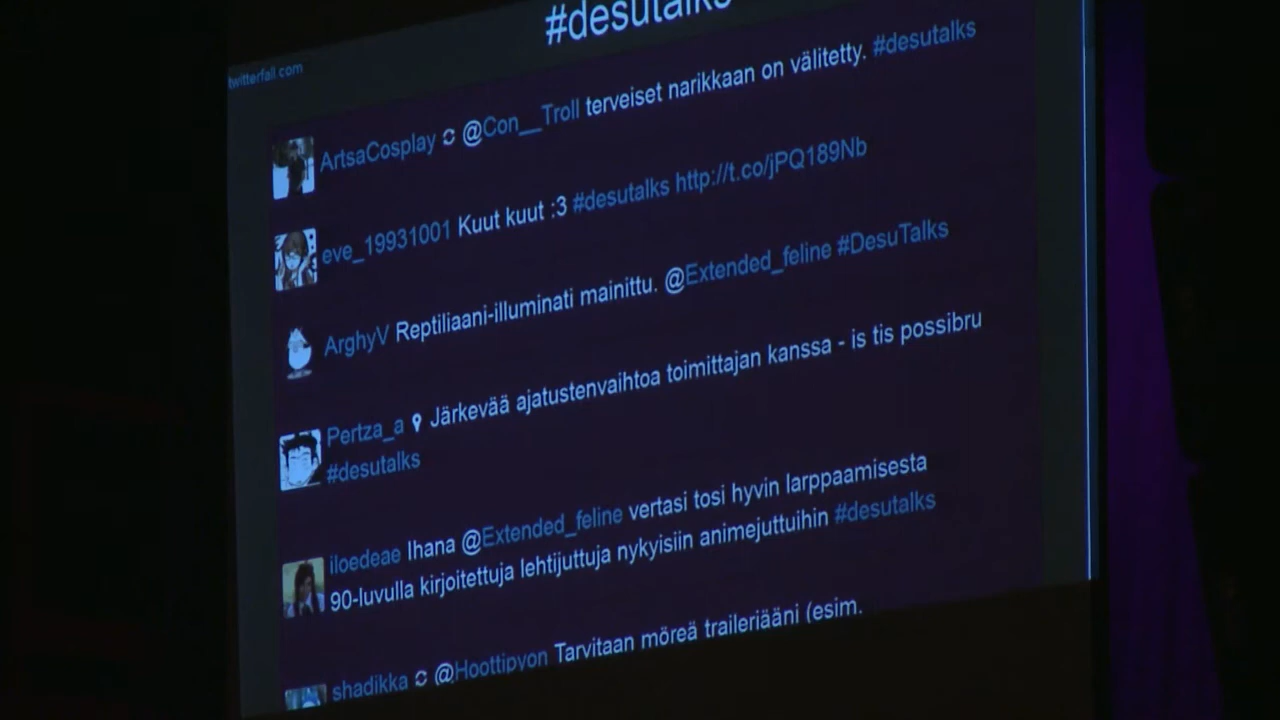 #desutalks
twitterfall.com
ArtsaCosplay @Con__Troll terveiset narikkaan on välitetty. #desutalks
eve_19931001 Kuut kuut :3 #desutalks http://t.co/jPQ189Nb
ArghyV Reptiliaani-illuminati mainittu. @Extended_feline #DesuTalks
Pertza_a Järkevää ajatustenvaihtoa toimittajan kanssa - is tis possibru
#desutalks
iloedeae Ihana @Extended_feline vertasi tosi hyvin larppaamisesta
90-luvulla kirjoitettuja lehtijuttuja nykyisiin animejuttuihin #desutalks
shadikka @Hoottipyon Tarvitaan möreä traileriääni (esim.